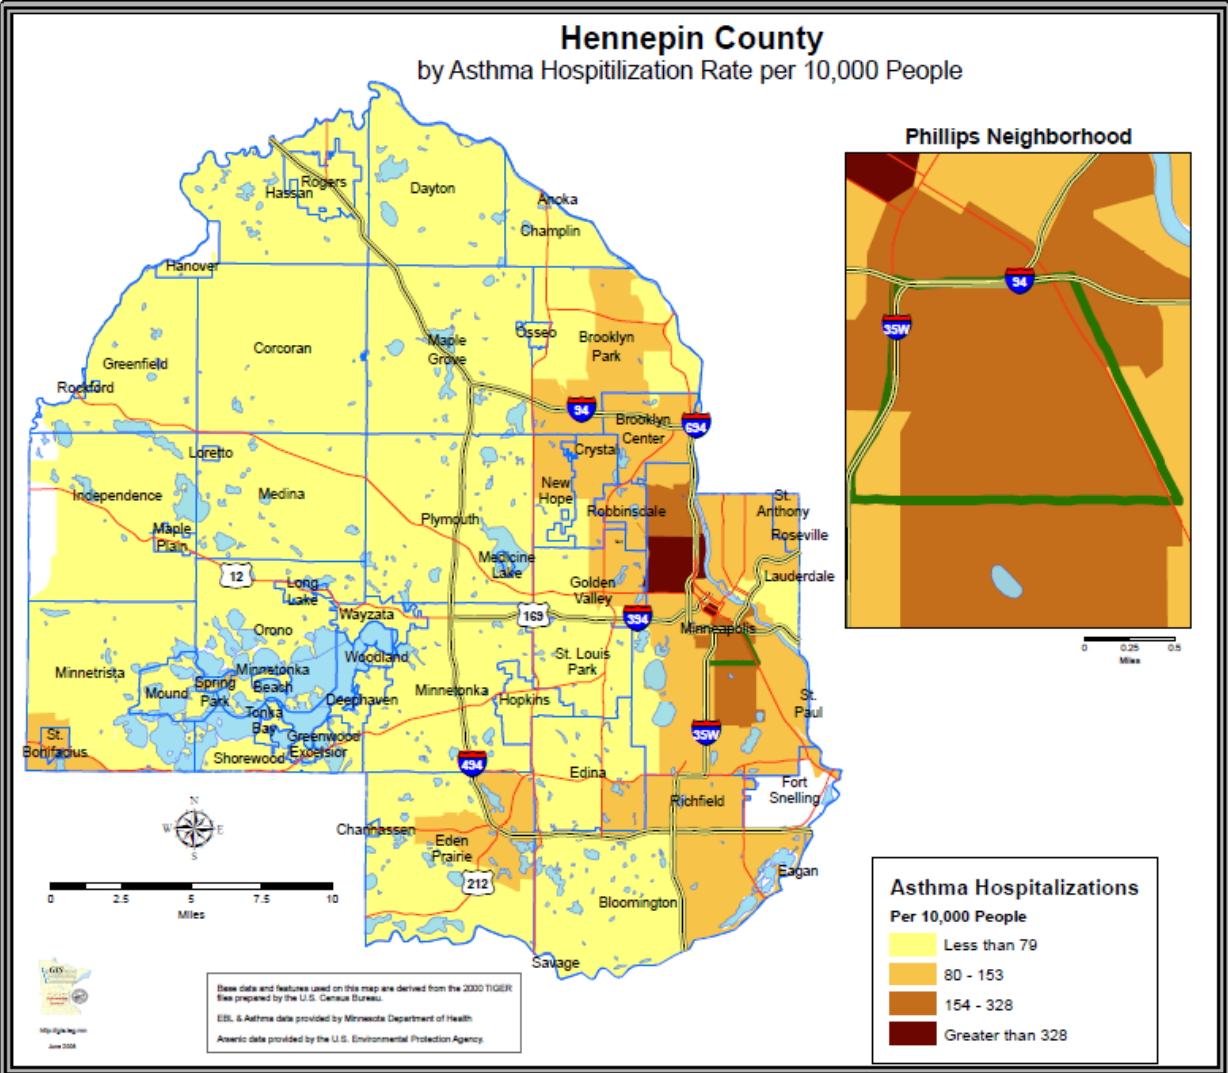 Hennepin County
by Asthma Hospitilization Rate per 10,000 People
Phillips Neighborhood
94
35W
0 0.25 0.5
Miles
Rogers
Hassan
Dayton
Anoka
Champlin
Hanover
Corcoran
Maple
Grove
Osseo
Brooklyn
Park
Greenfield
Rockford
94
Brooklyn
Center
694
Crystal
Loretto
Independence
Medina
New
Hope
Robbinsdale
St.
Anthony
Plymouth
Roseville
Maple
Plain
Medicine
Lake
12
Long
Lake
Golden
Valley
Lauderdale
Wayzata
169
394
Minneapolis
Orono
Woodland
St. Louis
Park
Minnetrista
Minnetonka
Beach
Mound
Spring
Park
Minnetonka
Deephaven
Hopkins
St.
Paul
Tonka
Bay
St.
Bonifacius
Greenwood
Excelsior
Shorewood
35W
494
Edina
Fort
Snelling
Richfield
Chanhassen
Eden
Prairie
Eagan
212
Bloomington
Savage
N
W E
S
0 2.5 5 7.5 10
Miles
Asthma Hospitalizations
Per 10,000 People
Less than 79
80 - 153
154 - 328
Greater than 328
Base data and features used on this map are derived from the 2000 TIGER
files prepared by the U.S. Census Bureau.
EBL & Asthma data provided by Minnesota Department of Health
Arsenic data provided by the U.S. Environmental Protection Agency.